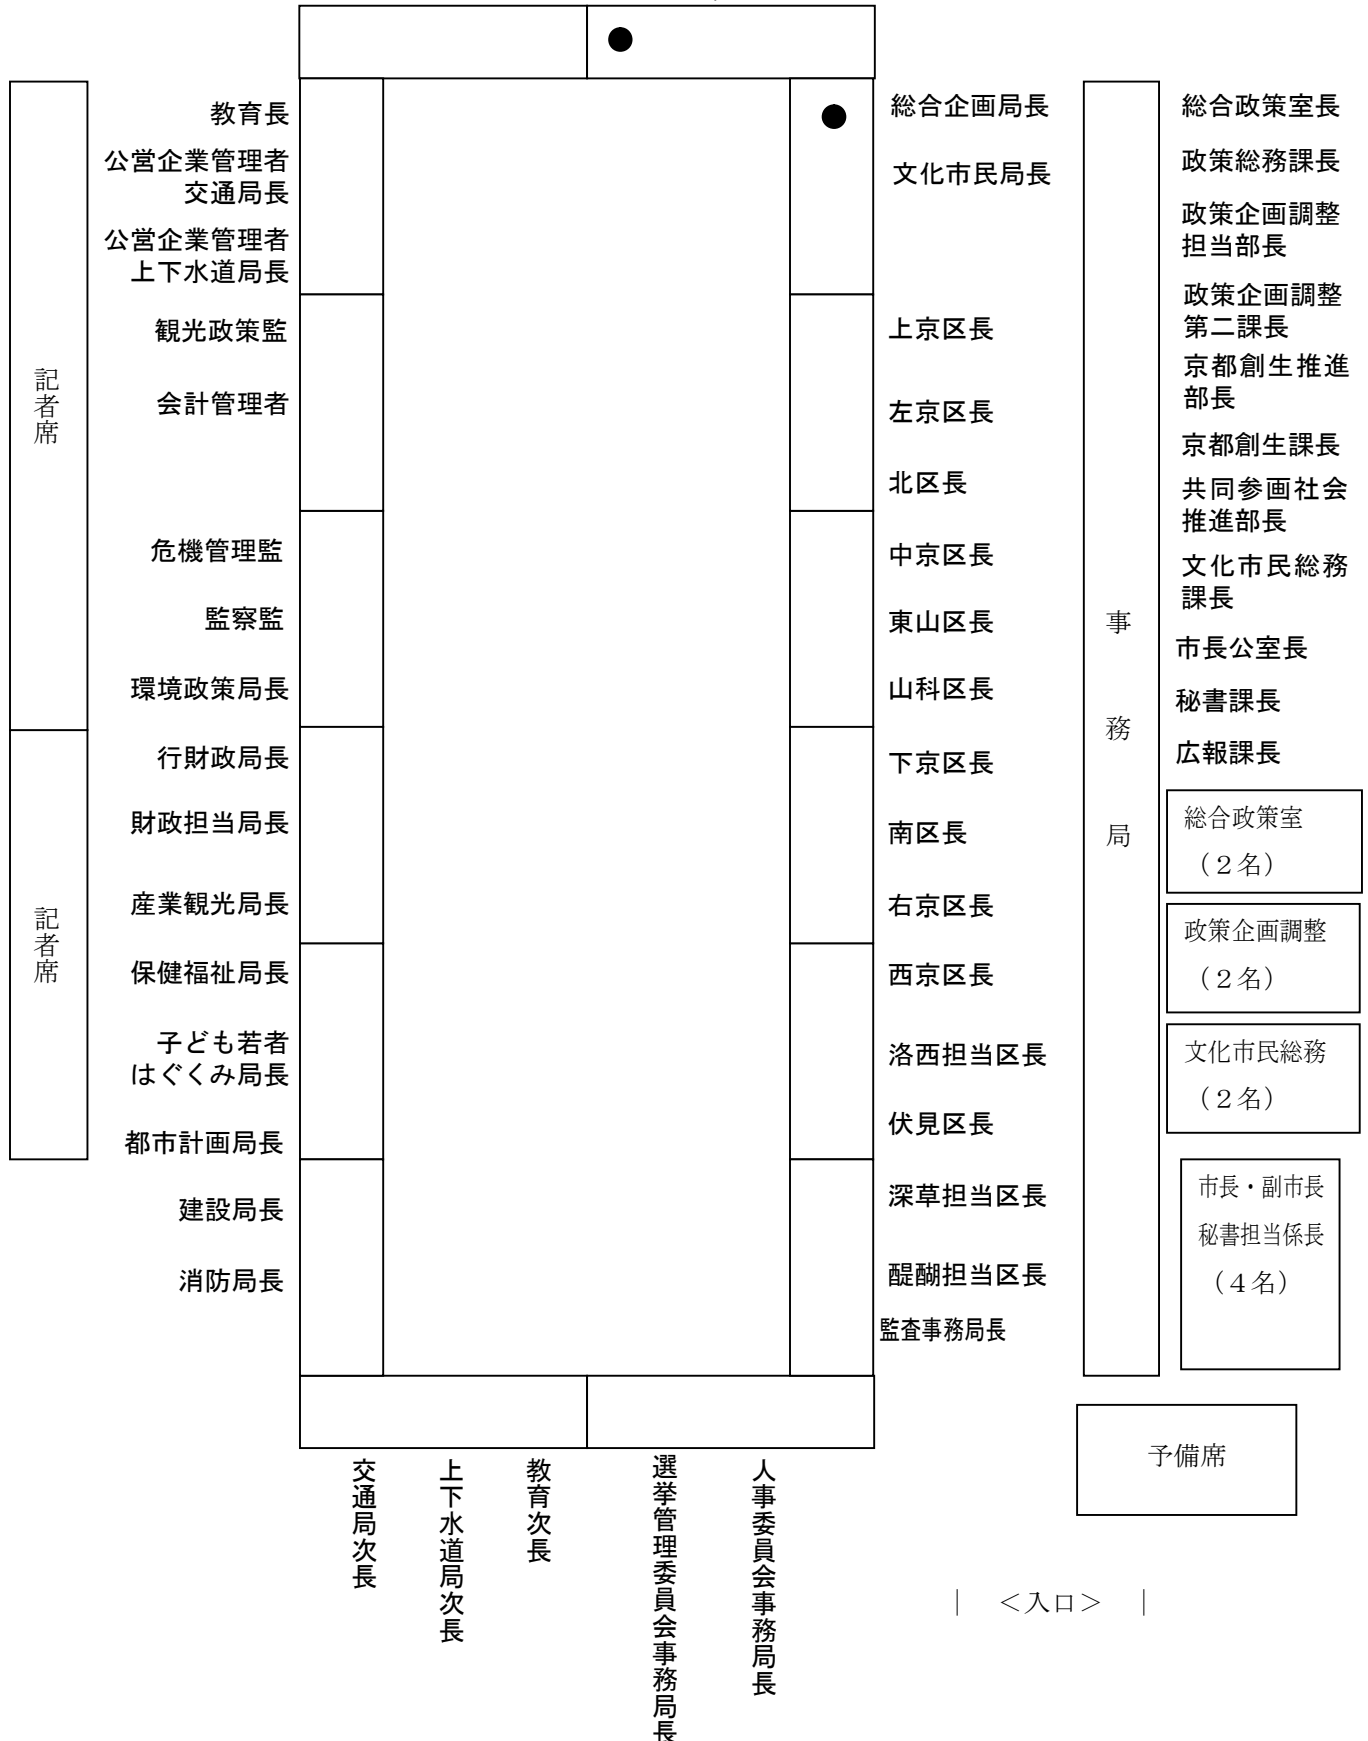 記者席
記者席
教育長
公営企業管理者
交通局長
公営企業管理者
上下水道局長
観光政策監
会計管理者
危機管理監
監察監
環境政策局長
行財政局長
財政担当局長
産業観光局長
保健福祉局長
子ども若者
はぐくみ局長
都市計画局長
建設局長
消防局長
●
●
総合企画局長
文化市民局長
上京区長
左京区長
北区長
中京区長
東山区長
山科区長
下京区長
南区長
右京区長
西京区長
洛西担当区長
伏見区長
深草担当区長
醍醐担当区長
監査事務局長
事務局
総合政策室長
政策総務課長
政策企画調整
担当部長
政策企画調整
第二課長
京都創生推進
部長
京都創生課長
共同参画社会
推進部長
文化市民総務
課長
市長公室長
秘書課長
広報課長
総合政策室
（２名）
政策企画調整
（２名）
文化市民総務
（２名）
市長・副市長
秘書担当係長
（４名）
予備席
交通局次長
上下水道局次長
教育次長
選挙管理委員会事務局長
人事委員会事務局長
｜　＜入口＞　｜